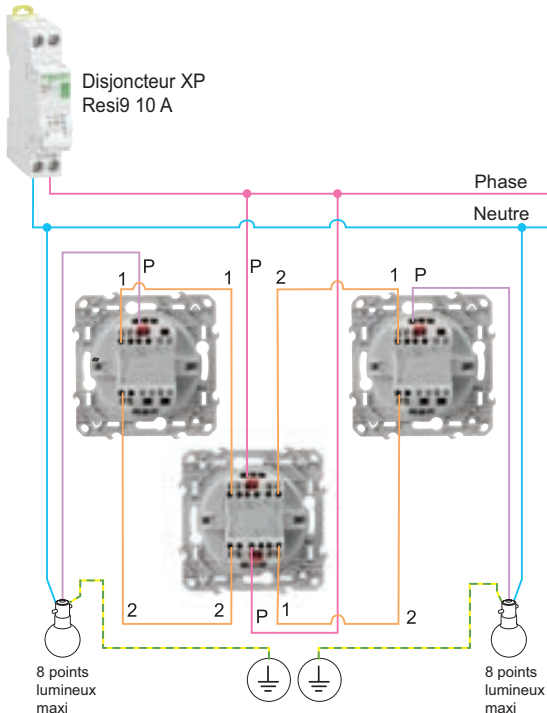 Disjoncteur XP
Resi9 10 A
Phase
Neutre
P
1
1
P
2
1
P
2
2
P
1
2
8 points
lumineux
maxi
8 points
lumineux
maxi